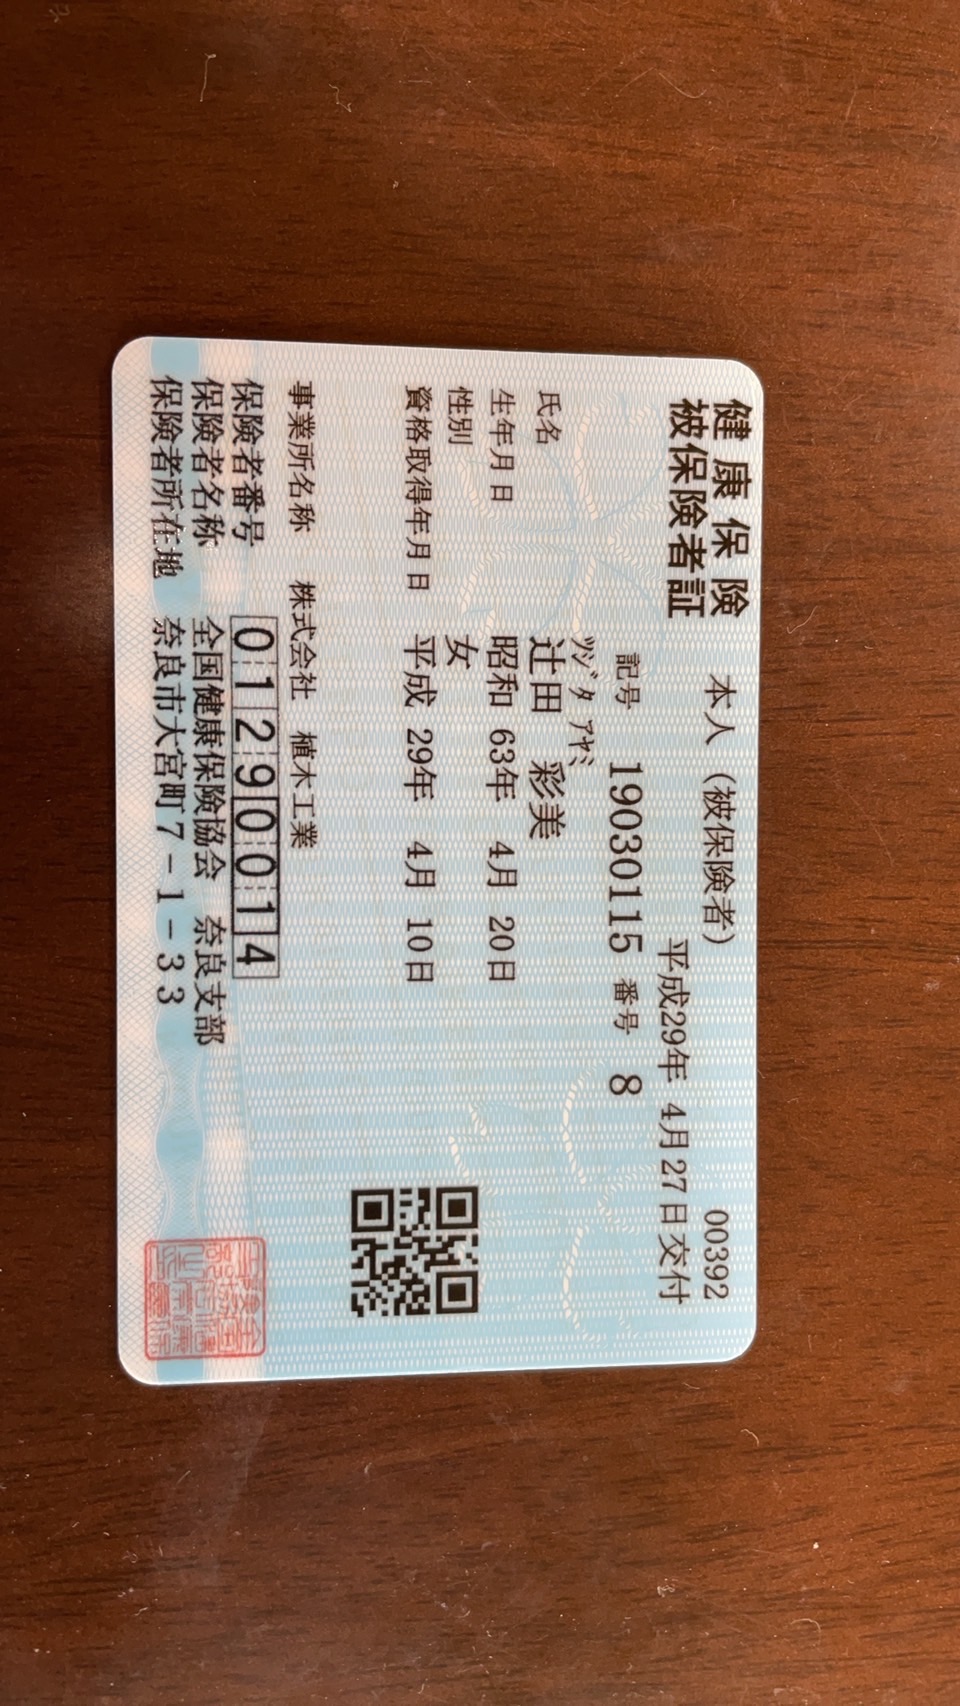 健康保険
被保険者証
本人（被保険者）
00392
平成29年 4月 27日交付
記号 19030115 番号 8
ﾂｼﾞﾀ ｱﾔﾐ
氏名 辻田 彩美
生年月日 昭和 63年 4月 20日
性別 女
資格取得年月日 平成 29年 4月 10日
事業所名称 株式会社 植木工業
保険者番号 01290014
保険者名称 全国健康保険協会 奈良支部
保険者所在地 奈良市大宮町7-1-33